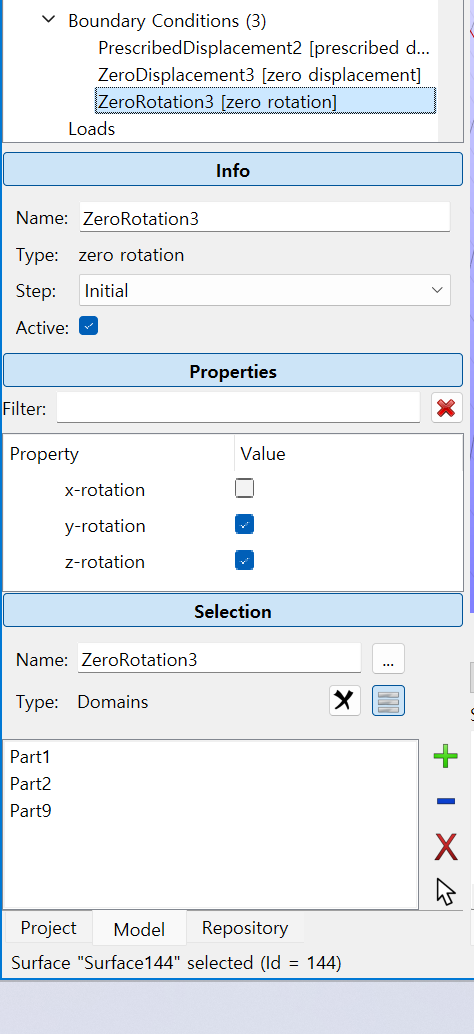 Boundary Conditions (3)
PrescribedDisplacement2 [prescribed d...
ZeroDisplacement3 [zero displacement]
ZeroRotation3 [zero rotation]
Loads
Info
Name: ZeroRotation3
Type: zero rotation
Step: Initial
Active:
Properties
Filter:
Property Value
x-rotation
y-rotation
z-rotation
Selection
Name: ZeroRotation3 ...
Type: Domains
Part1
Part2
Part9
Project Model Repository
Surface "Surface144" selected (Id = 144)